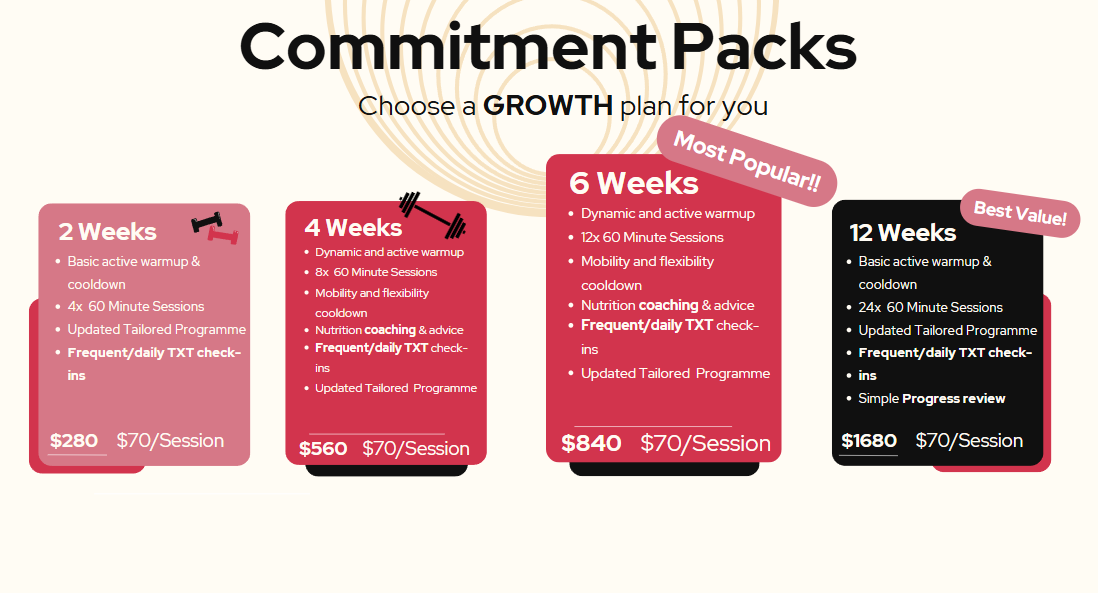 Commitment Packs
Choose a GROWTH plan for you
2 Weeks
Basic active warmup &
cooldown
4x 60 Minute Sessions
Updated Tailored Programme
Frequent/daily TXT check-
ins
$280 $70/Session
4 Weeks
Dynamic and active warmup
8x 60 Minute Sessions
Mobility and flexibility
cooldown
Nutrition coaching & advice
Frequent/daily TXT check-
ins
Updated Tailored Programme
$560 $70/Session
Most Popular!!
6 Weeks
Dynamic and active warmup
12x 60 Minute Sessions
Mobility and flexibility
cooldown
Nutrition coaching & advice
Frequent/daily TXT check-
ins
Updated Tailored Programme
$840 $70/Session
Best Value!
12 Weeks
Basic active warmup &
cooldown
24x 60 Minute Sessions
Updated Tailored Programme
Frequent/daily TXT check-
ins
Simple Progress review
$1680 $70/Session